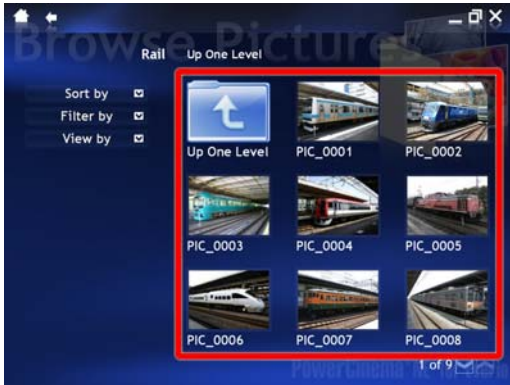 Browse Pictures
Rail Up One Level
Sort by
Filter by
View by
Up One Level PIC_0001 PIC_0002
PIC_0003 PIC_0004 PIC_0005
PIC_0006 PIC_0007 PIC_0008
PowerCinema
1 of 9